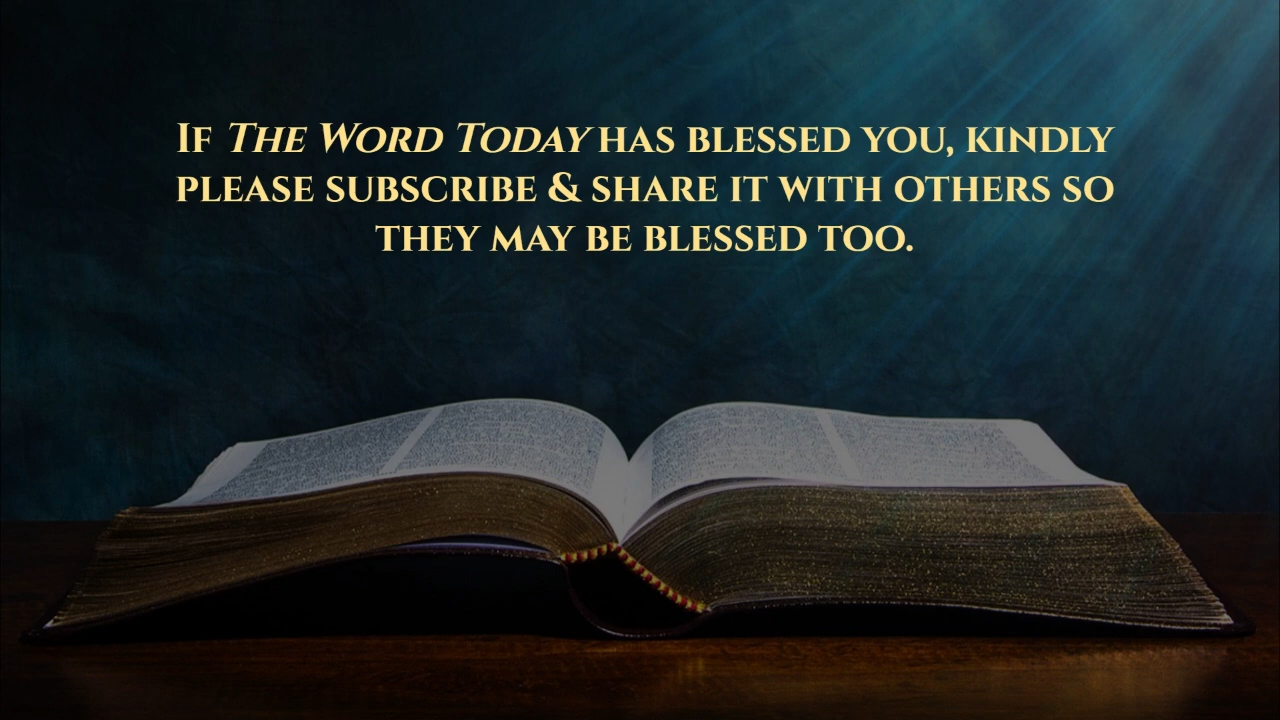 If The Word Today has blessed you, kindly
please subscribe & share it with others so
they may be blessed too.